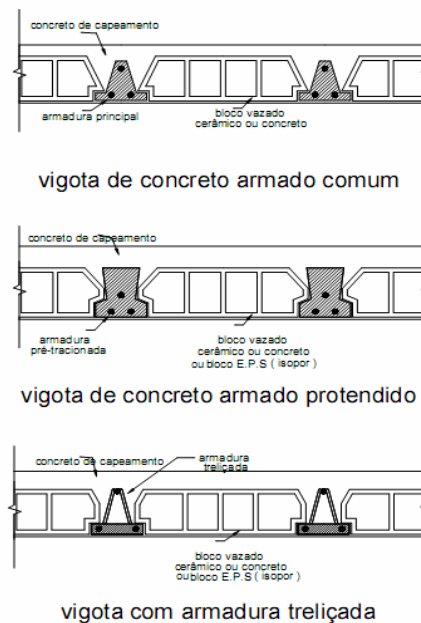 concreto de capeamento
armadura principal
bloco vazado
cerâmico ou concreto
vigota de concreto armado comum
concreto de capeamento
armadura
pré-tracionada
bloco vazado
cerâmico ou concreto
ou bloco E.P.S ( isopor )
vigota de concreto armado protendido
concreto de capeamento
armadura
treliçada
bloco vazado
cerâmico ou concreto
ou bloco E.P.S ( isopor )
vigota com armadura treliçada